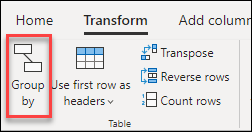 Home Transform Add column
Group by
Use first row as headers
Transpose
Reverse rows
Count rows
Table